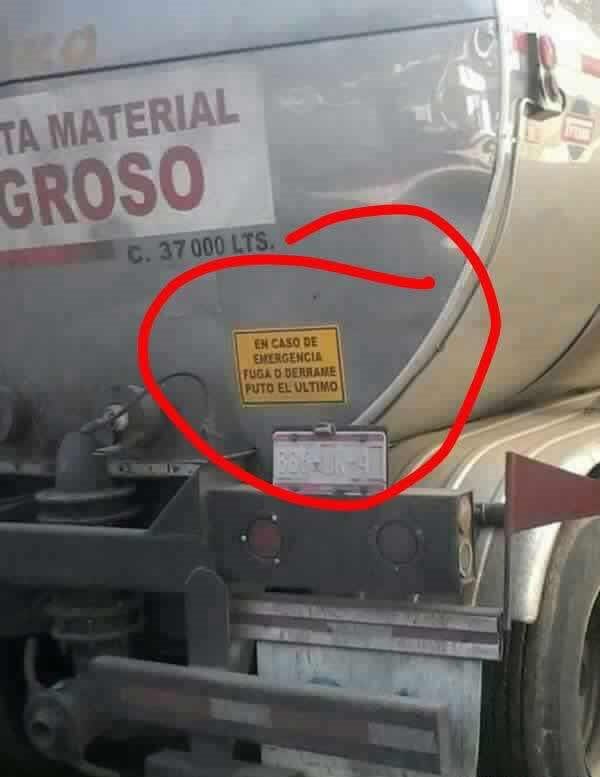 TA MATERIAL
GROSO
C. 37 000 LTS.
EN CASO DE
EMERGENCIA
FUGA O DERRAME
PUTO EL ULTIMO